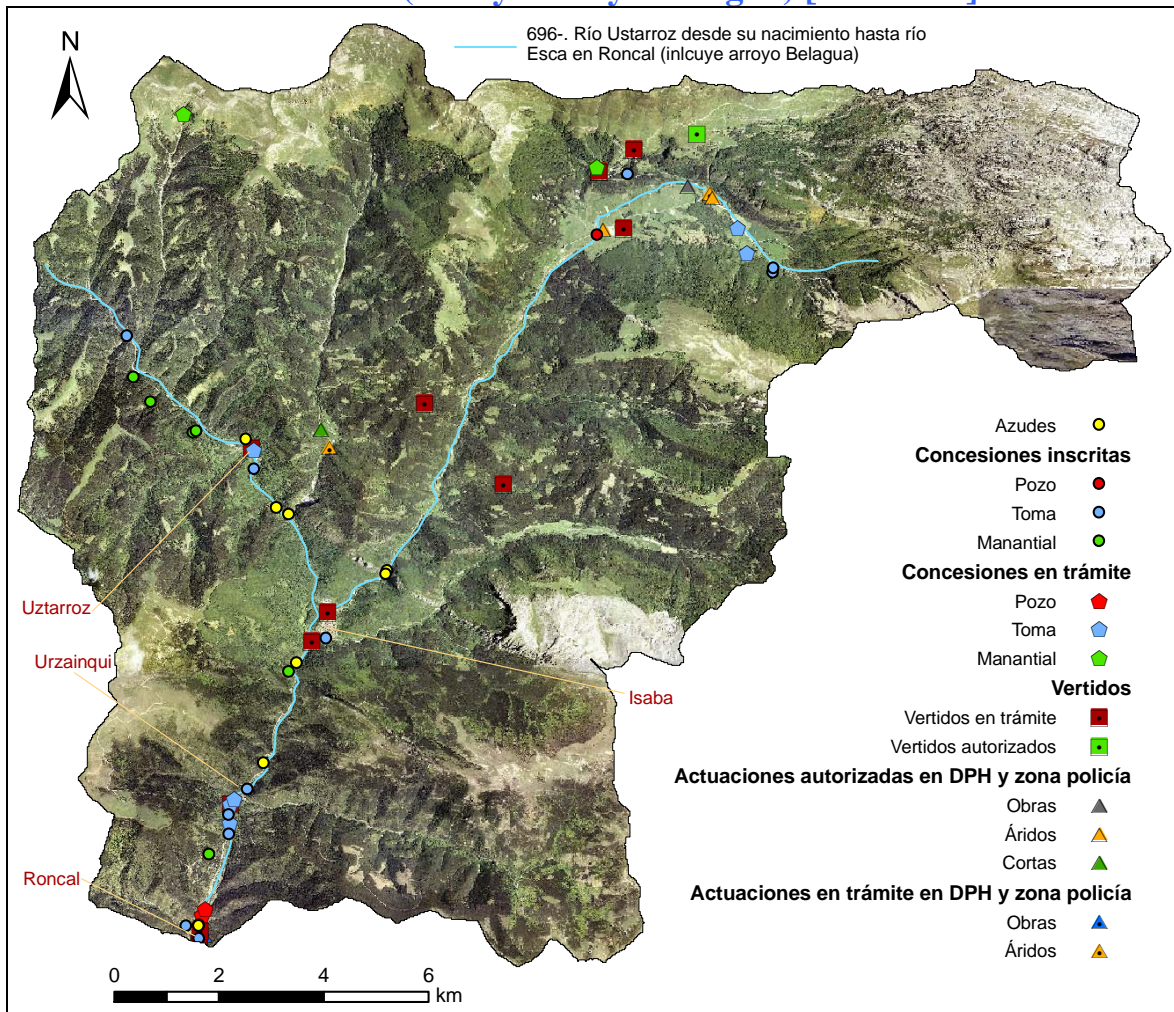 696-. Río Ustarroz desde su nacimiento hasta río
Esca en Roncal (inlcuye arroyo Belagua)
N
Azudes
Concesiones inscritas
Pozo
Toma
Manantial
Concesiones en trámite
Pozo
Toma
Manantial
Vertidos
Vertidos en trámite
Vertidos autorizados
Actuaciones autorizadas en DPH y zona policía
Obras
Áridos
Cortas
Actuaciones en trámite en DPH y zona policía
Obras
Áridos
Uztarroz
Urzainqui
Isaba
Roncal
0 2 4 6
km